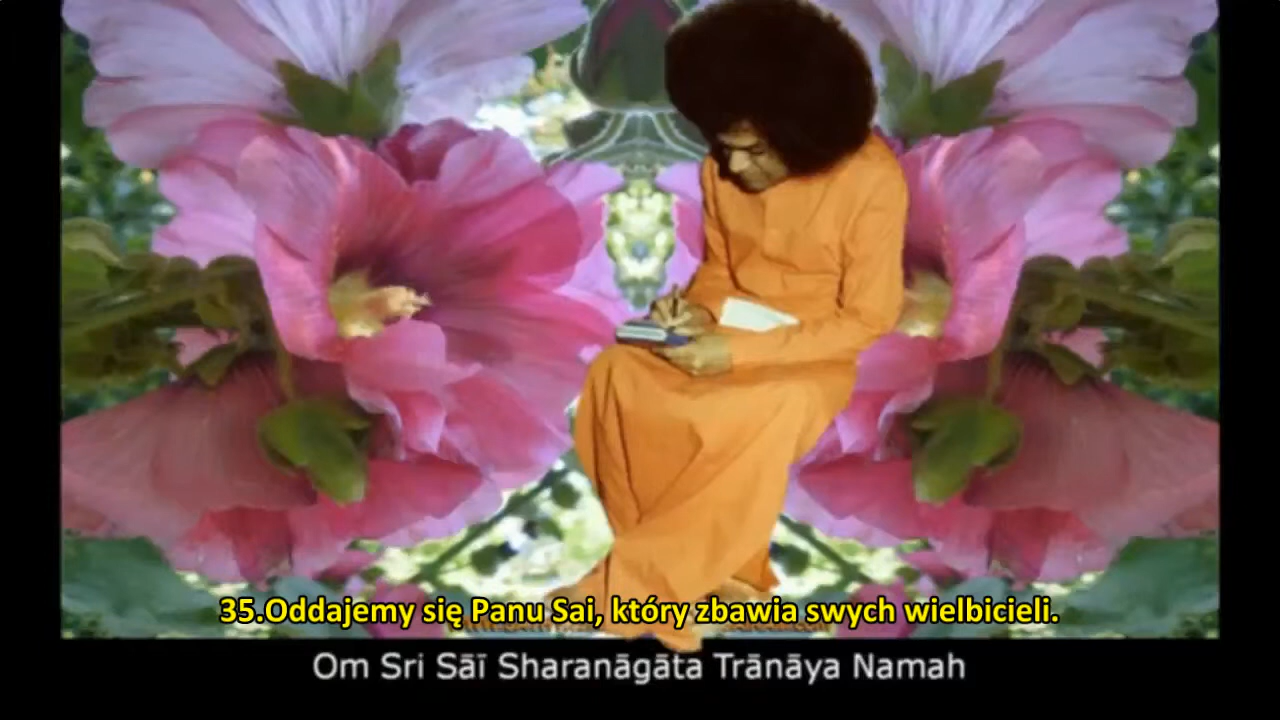 35.Oddajemy się Panu Sai, który zbawia swych wielbicieli.
Om Sri Sāī Sharanāgāta Trānāya Namah